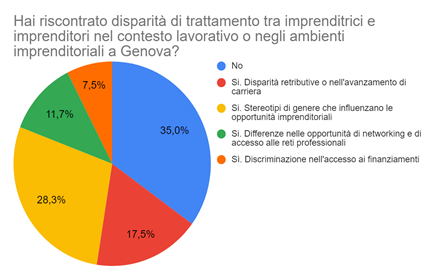 Hai riscontrato disparità di trattamento tra imprenditrici e
imprenditori nel contesto lavorativo o negli ambienti
imprenditoriali a Genova?
No
Si. Disparità retributive o nell'avanzamento di
carriera
Si. Stereotipi di genere che influenzano le
opportunità imprenditoriali
Sì. Differenze nelle opportunità di networking e di
accesso alle reti professionali
Sì. Discriminazione nell'accesso ai finanziamenti
7,5%
11,7%
35,0%
28,3%
17,5%